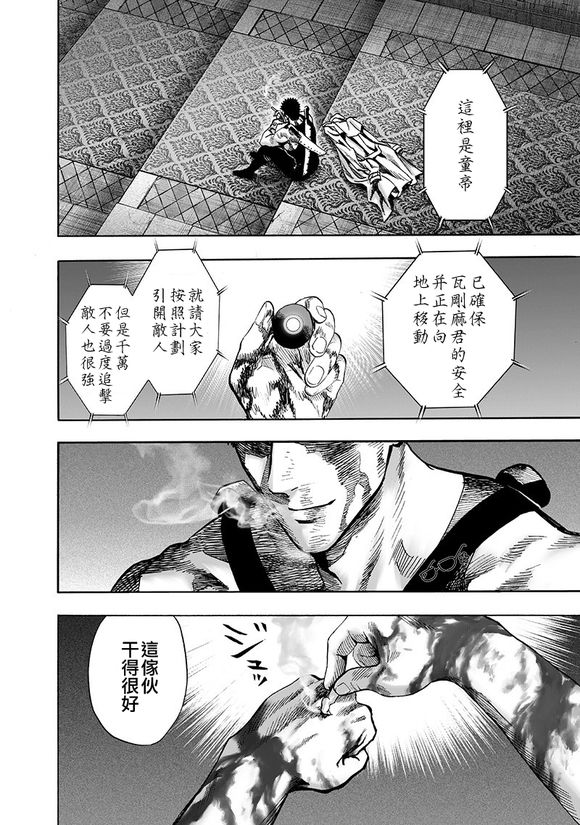 這裡是童帝
已確保
瓦剛麻君的安全
并正在向
地上移動
就請大家
按照計劃
引開敵人
但是千萬
不要過度追擊
敵人也很強
這傢伙
干得很好